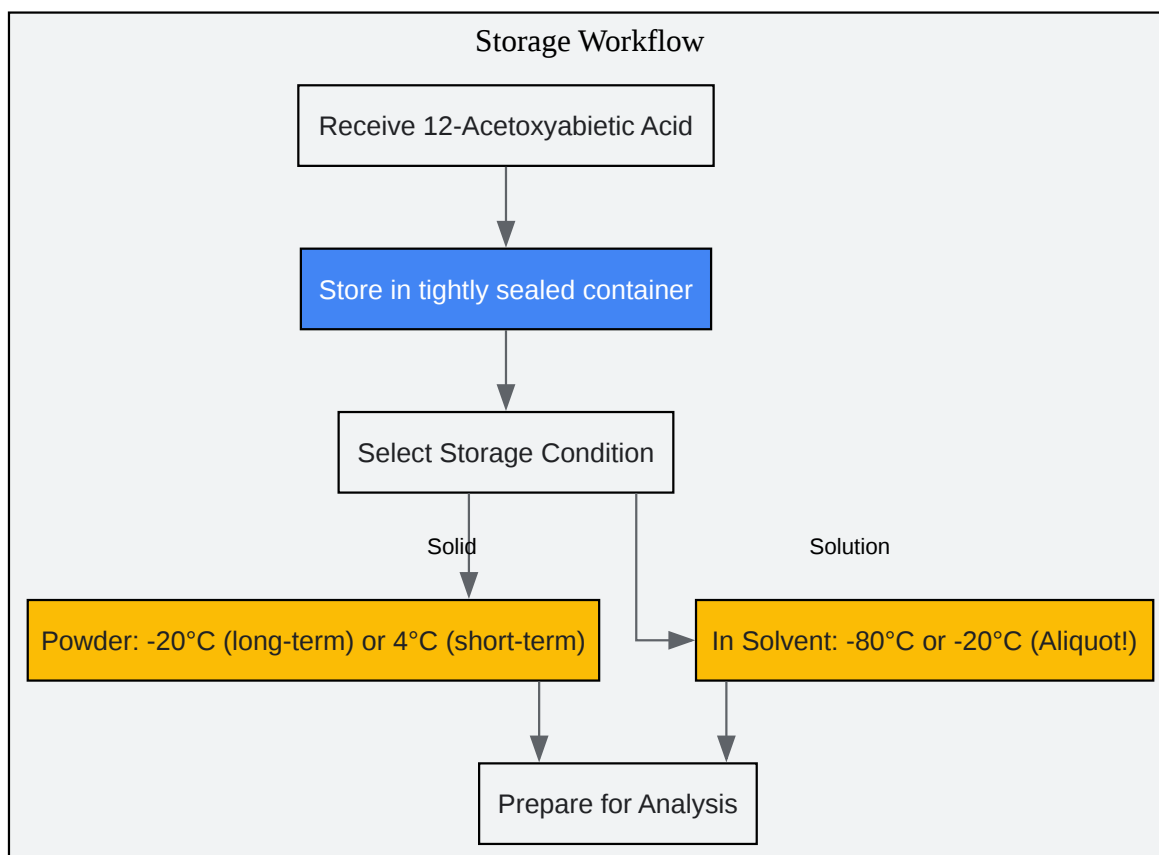 Storage Workflow
Receive 12-Acetoxyabietic Acid
Store in tightly sealed container
Select Storage Condition
Solid
Solution
Powder: -20°C (long-term) or 4°C (short-term)
In Solvent: -80°C or -20°C (Aliquot!)
Prepare for Analysis